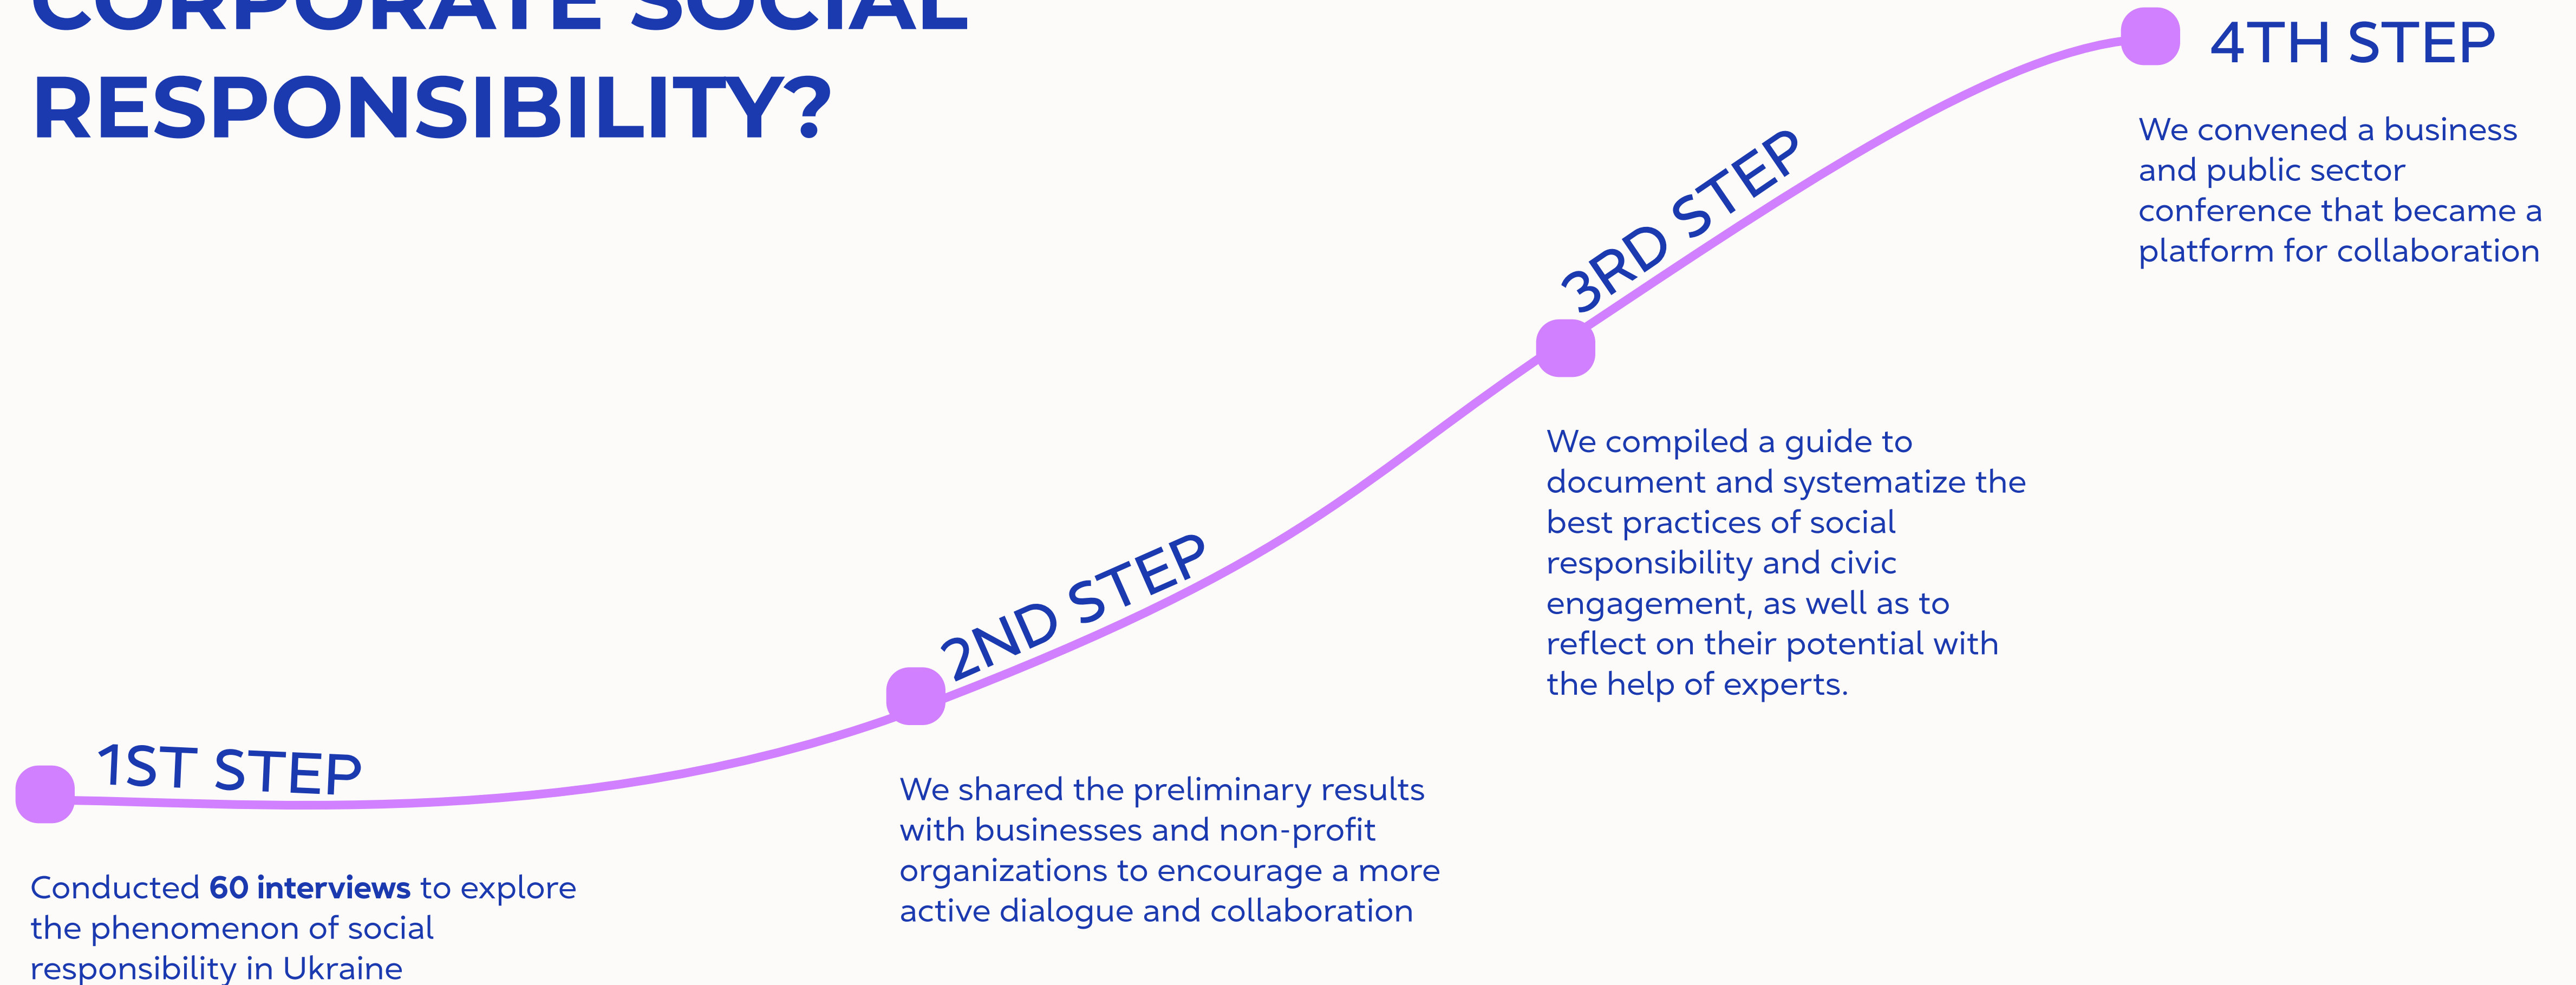 CORPORATE SOCIAL
RESPONSIBILITY?
1ST STEP
Conducted 60 interviews to explore
the phenomenon of social
responsibility in Ukraine
2ND STEP
We shared the preliminary results
with businesses and non-profit
organizations to encourage a more
active dialogue and collaboration
3RD STEP
We compiled a guide to
document and systematize the
best practices of social
responsibility and civic
engagement, as well as to
reflect on their potential with
the help of experts.
4TH STEP
We convened a business
and public sector
conference that became a
platform for collaboration